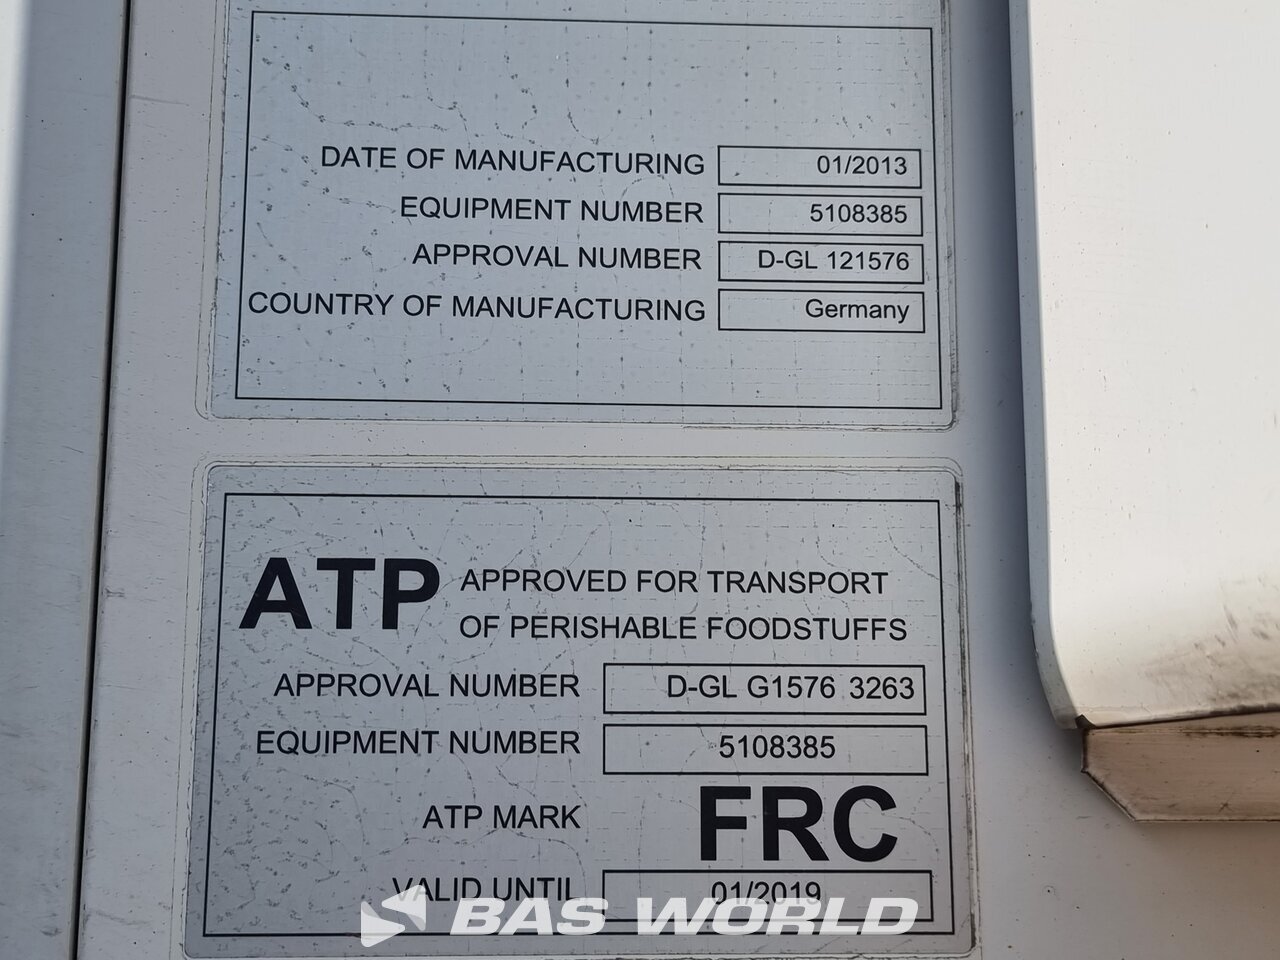 DATE OF MANUFACTURING 01/2013
EQUIPMENT NUMBER 5108385
APPROVAL NUMBER D-GL 121576
COUNTRY OF MANUFACTURING Germany
ATP APPROVED FOR TRANSPORT
OF PERISHABLE FOODSTUFFS
APPROVAL NUMBER D-GL G1576 3263
EQUIPMENT NUMBER 5108385
ATP MARK FRC
VALID UNTIL 01/2019
BAS WORLD